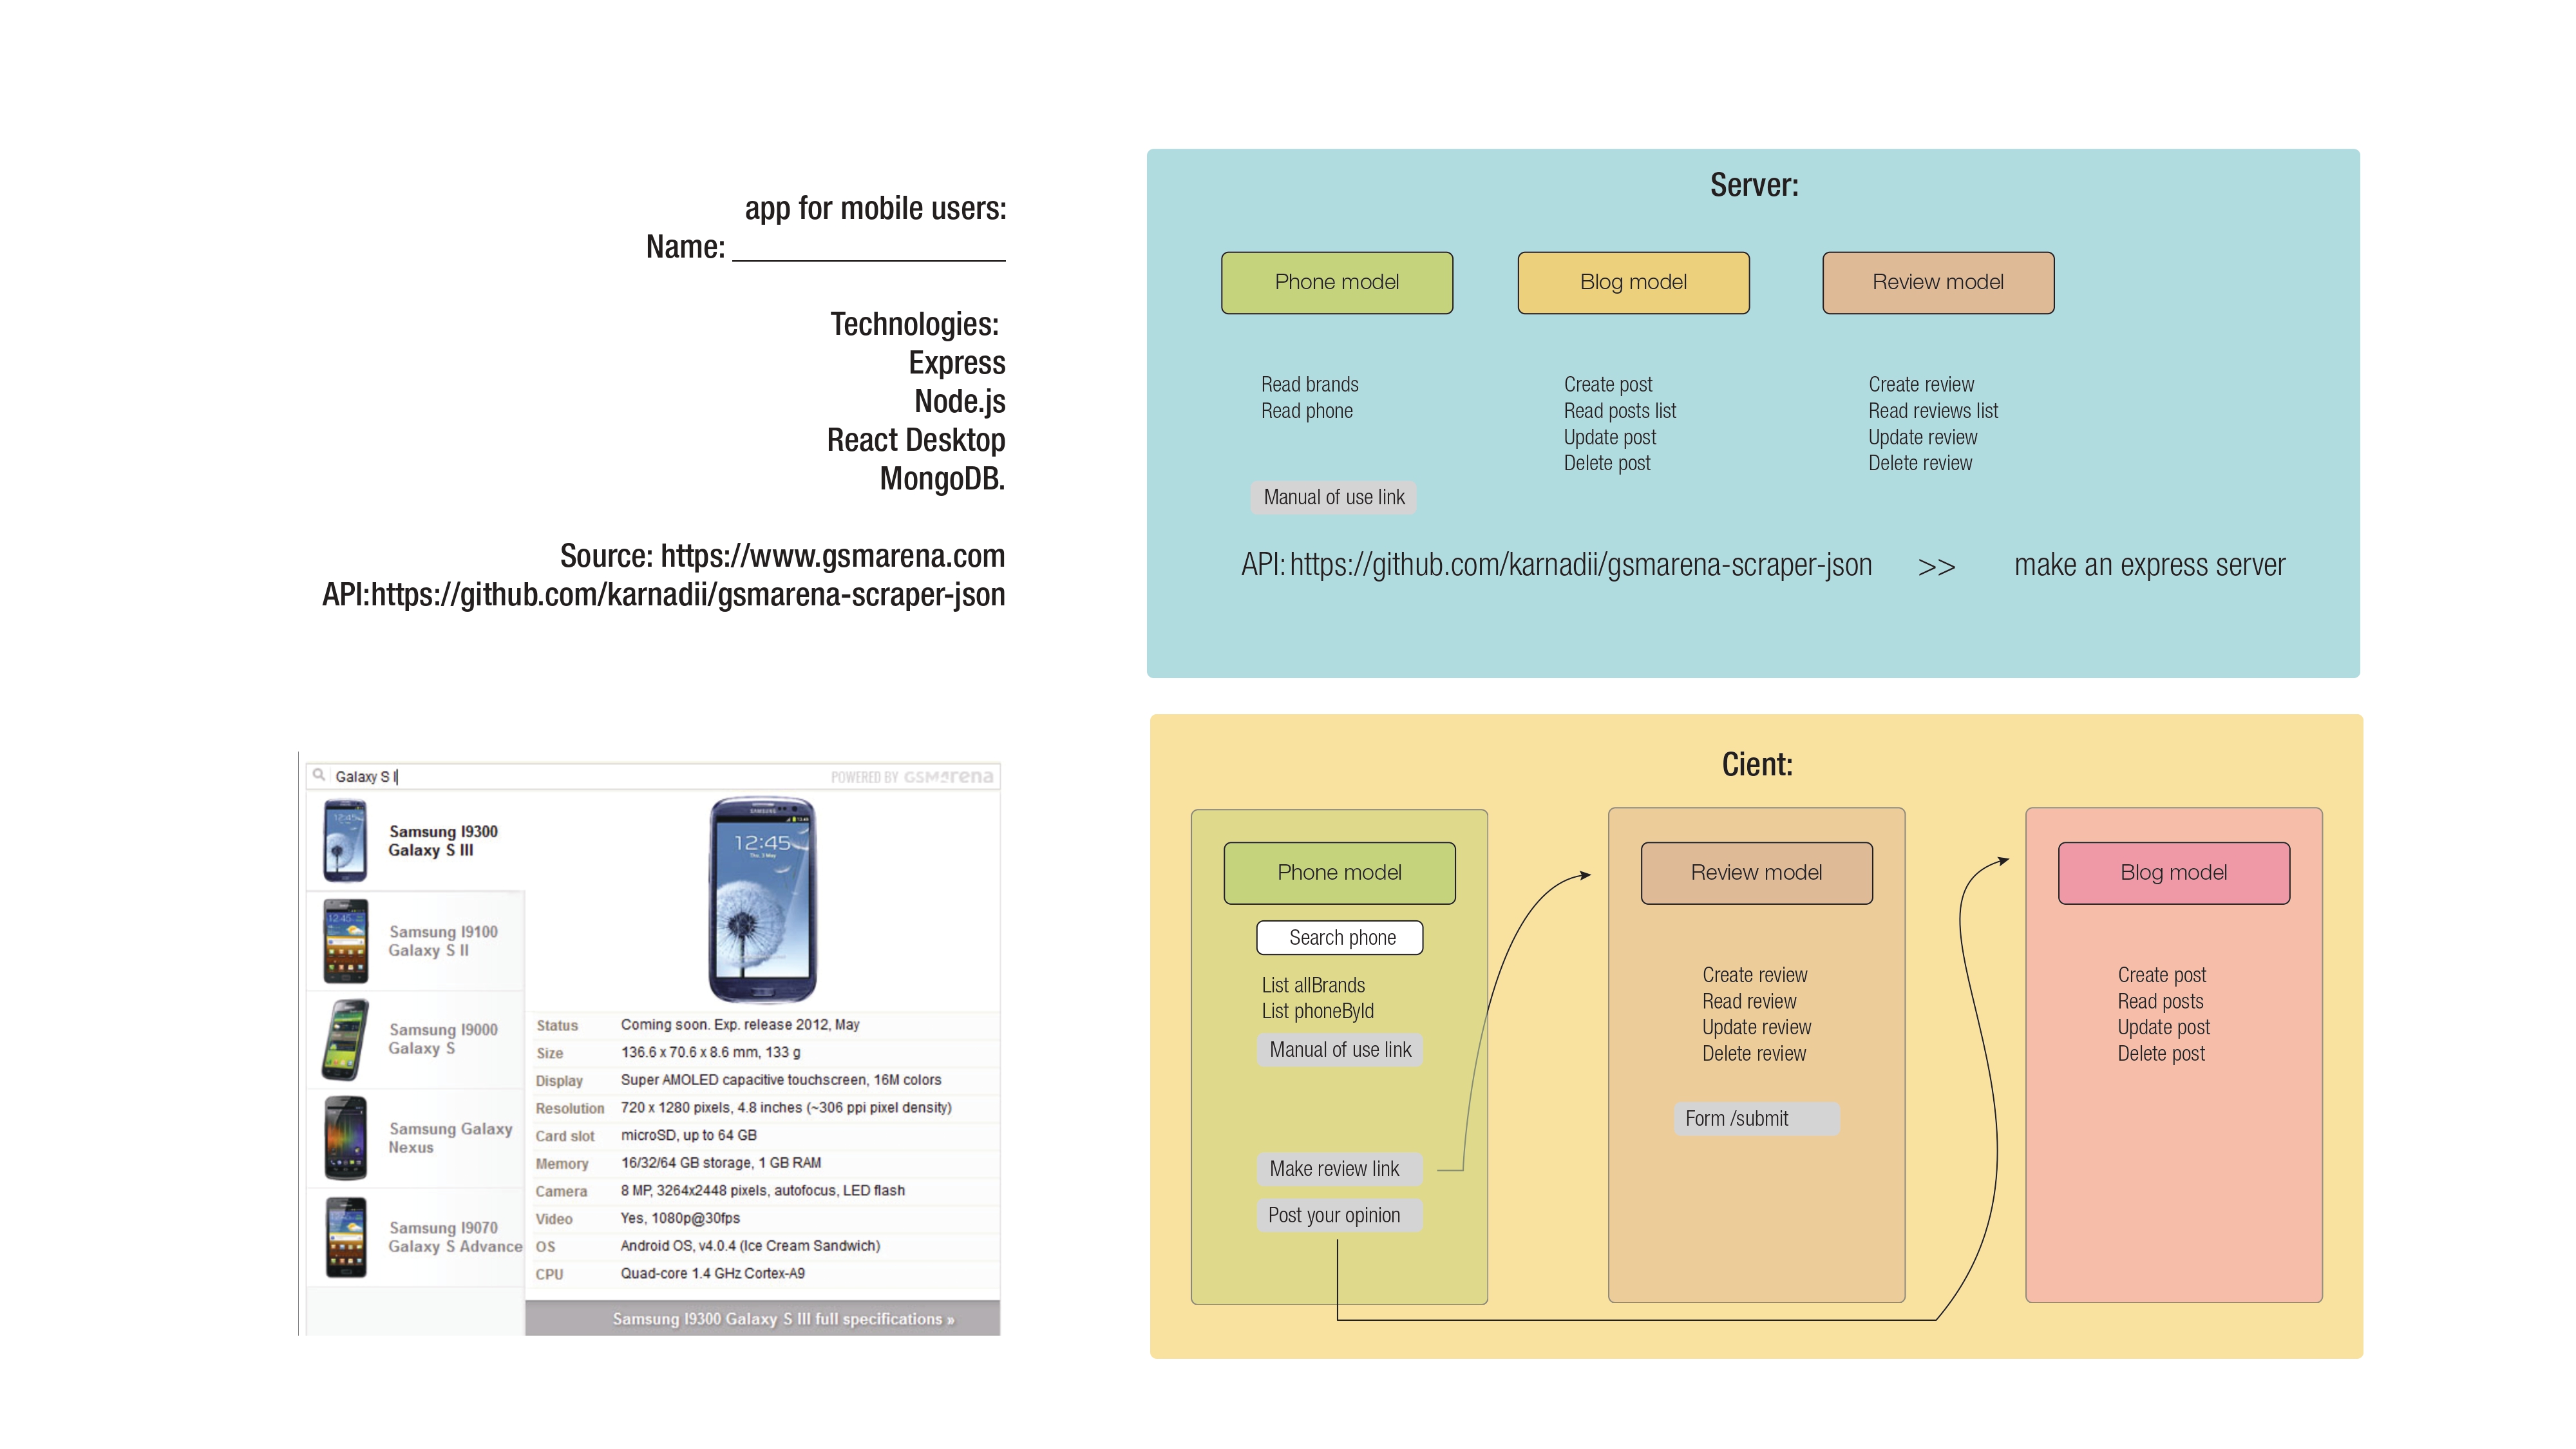 app for mobile users:
Name: ___________________
Technologies:
Express
Node.js
React Desktop
MongoDB.
Source: https://www.gsmarena.com
API:https://github.com/karnadii/gsmarena-scraper-json
Galaxy S I
POWERED BY GSMArena
Samsung I9300
Galaxy S III
Samsung I9100
Galaxy S II
Samsung I9000
Galaxy S
Samsung Galaxy
Nexus
Samsung I9070
Galaxy S Advance
SAMSUNG
12:45
Thu. 3 May
Status Coming soon. Exp. release 2012, May
Size 136.6 x 70.6 x 8.6 mm, 133 g
Display Super AMOLED capacitive touchscreen, 16M colors
Resolution 720 x 1280 pixels, 4.8 inches (~306 ppi pixel density)
Card slot microSD, up to 64 GB
Memory 16/32/64 GB storage, 1 GB RAM
Camera 8 MP, 3264x2448 pixels, autofocus, LED flash
Video Yes, 1080p@30fps
OS Android OS, v4.0.4 (Ice Cream Sandwich)
CPU Quad-core 1.4 GHz Cortex-A9
Samsung I9300 Galaxy S III full specifications »
Server:
Phone model
Read brands
Read phone
Manual of use link
Blog model
Create post
Read posts list
Update post
Delete post
Review model
Create review
Read reviews list
Update review
Delete review
API: https://github.com/karnadii/gsmarena-scraper-json >> make an express server
Cient:
Phone model
Search phone
List allBrands
List phoneById
Manual of use link
Make review link
Post your opinion
Review model
Create review
Read review
Update review
Delete review
Form /submit
Blog model
Create post
Read posts
Update post
Delete post